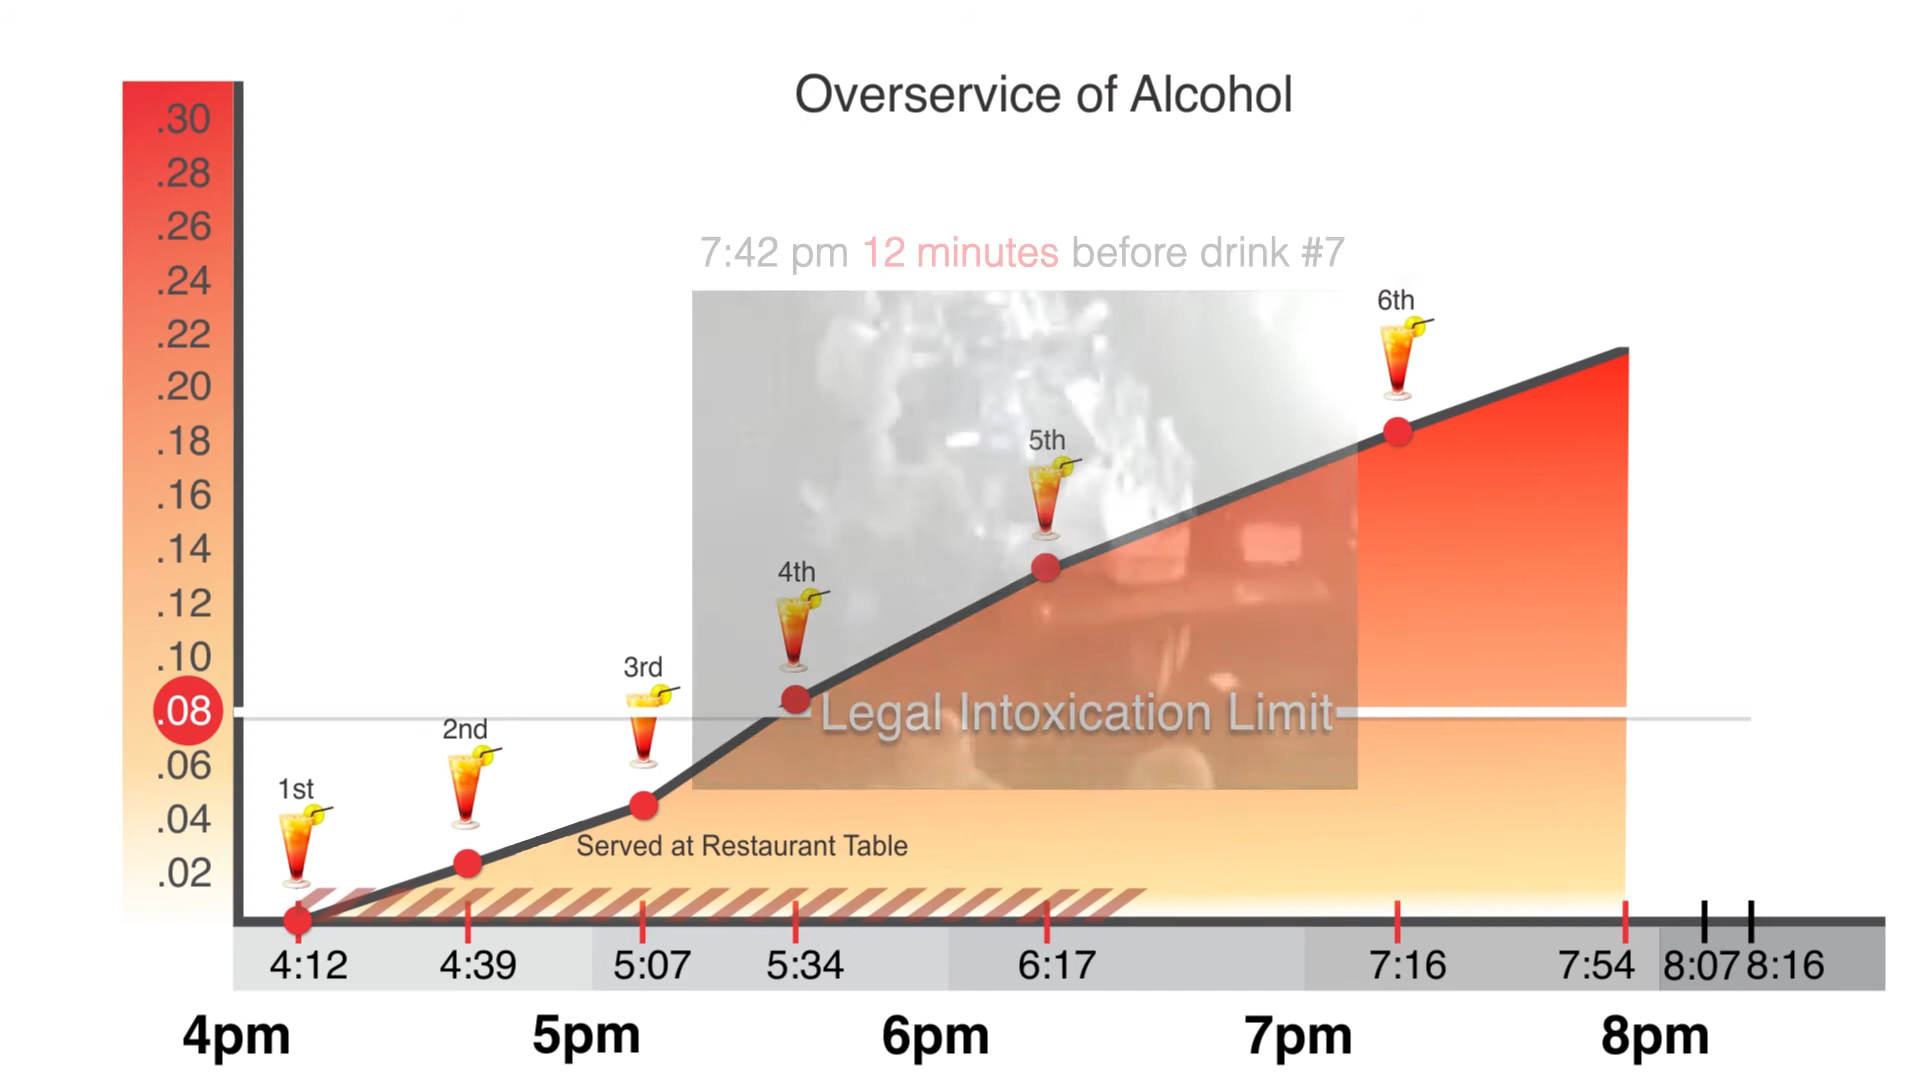 Overservice of Alcohol
.30
.28
.26
.24
.22
.20
.18
.16
.14
.12
.10
.08
.06
.04
.02
7:42 pm 12 minutes before drink #7
6th
5th
4th
3rd
2nd
1st
Legal Intoxication Limit
Served at Restaurant Table
4:12 4:39 5:07 5:34 6:17 7:16 7:54 8:07 8:16
4pm 5pm 6pm 7pm 8pm